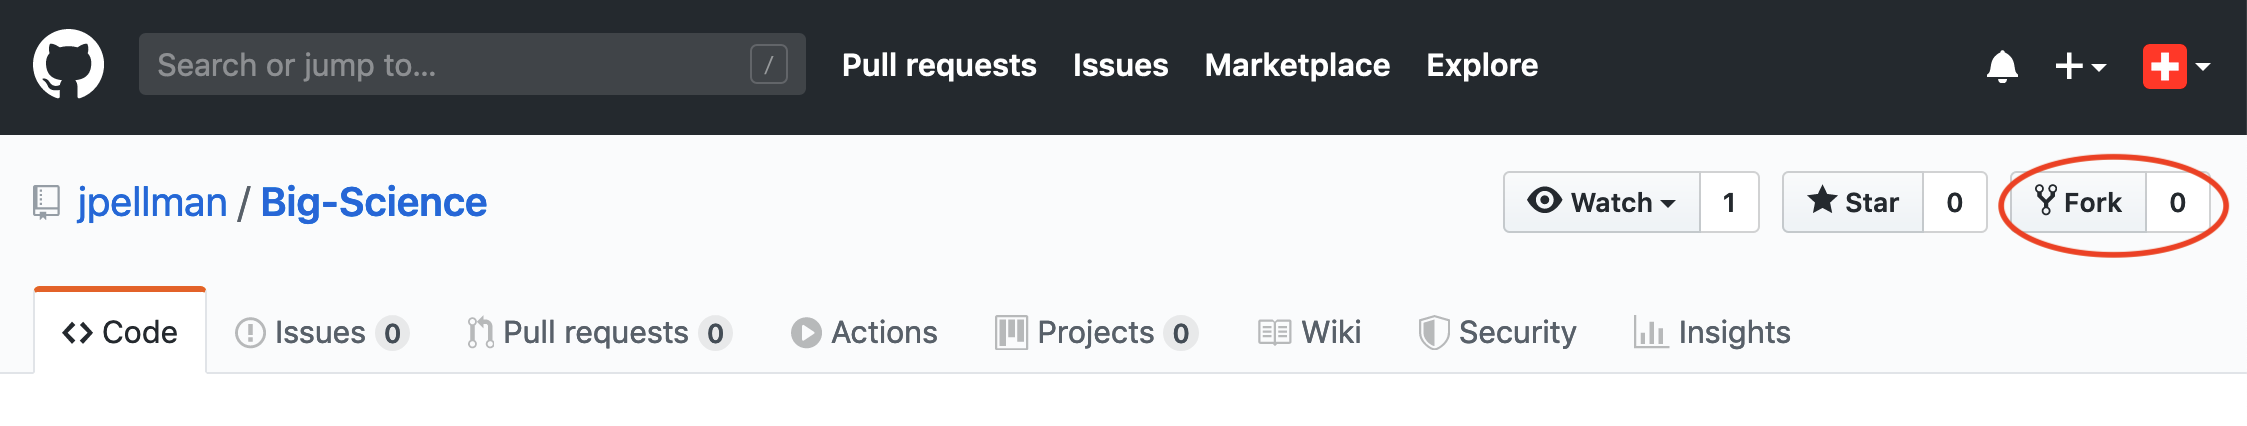 Search or jump to... / Pull requests Issues Marketplace Explore
jpellman / Big-Science Watch 1 Star 0 Fork 0
Code Issues 0 Pull requests 0 Actions Projects 0 Wiki Security Insights